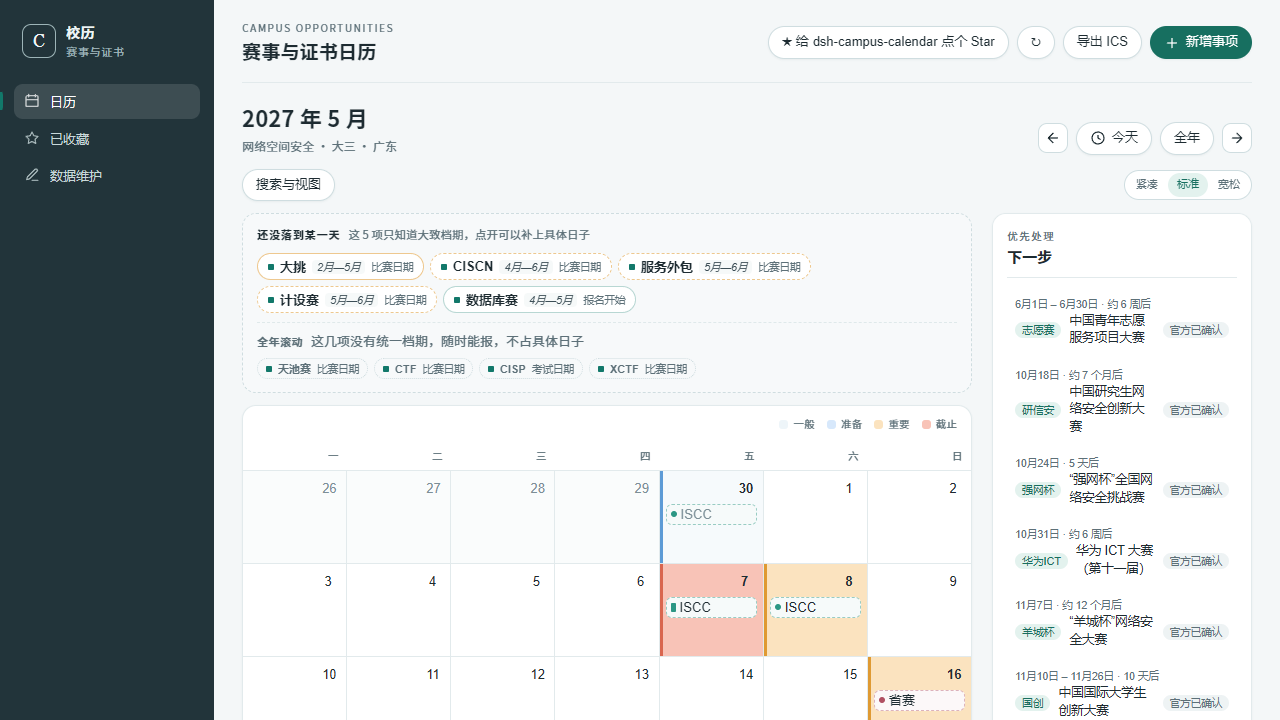 C
校历
赛事与证书
日历
已收藏
数据维护
CAMPUS OPPORTUNITIES
赛事与证书日历
★ 给 dsh-campus-calendar 点个 Star
↻
导出 ICS
＋ 新增事项
2027 年 5 月
网络空间安全 · 大三 · 广东
←
今天
全年
→
搜索与视图
紧凑 标准 宽松
还没落到某一天 这 5 项只知道大致档期，点开可以补上具体日子
大挑 2月—5月 比赛日期
CISCN 4月—6月 比赛日期
服务外包 5月—6月 比赛日期
计设赛 5月—6月 比赛日期
数据库赛 4月—5月 报名开始
全年滚动 这几项没有统一档期，随时能报，不占具体日子
天池赛 比赛日期
CTF 比赛日期
CISP 考试日期
XCTF 比赛日期
一般 准备 重要 截止
一 二 三 四 五 六 日
26 27 28 29 30 1 2
ISCC
3 4 5 6 7 8 9
ISCC ISCC
10 11 12 13 14 15 16
省赛
优先处理
下一步
6月1日 – 6月30日 · 约 6 周后
志愿赛
中国青年志愿
服务项目大赛
官方已确认
10月18日 · 约 7 个月后
研信安
中国研究生网
络安全创新大
赛
官方已确认
10月24日 · 5 天后
强网杯
“强网杯”全国网
络安全挑战赛
官方已确认
10月31日 · 约 6 周后
华为ICT
华为 ICT 大赛
（第十一届）
官方已确认
11月7日 · 约 12 个月后
羊城杯
“羊城杯”网络安
全大赛
官方已确认
11月10日 – 11月26日 · 10 天后
国创
中国国际大学生
创新大赛
官方已确认